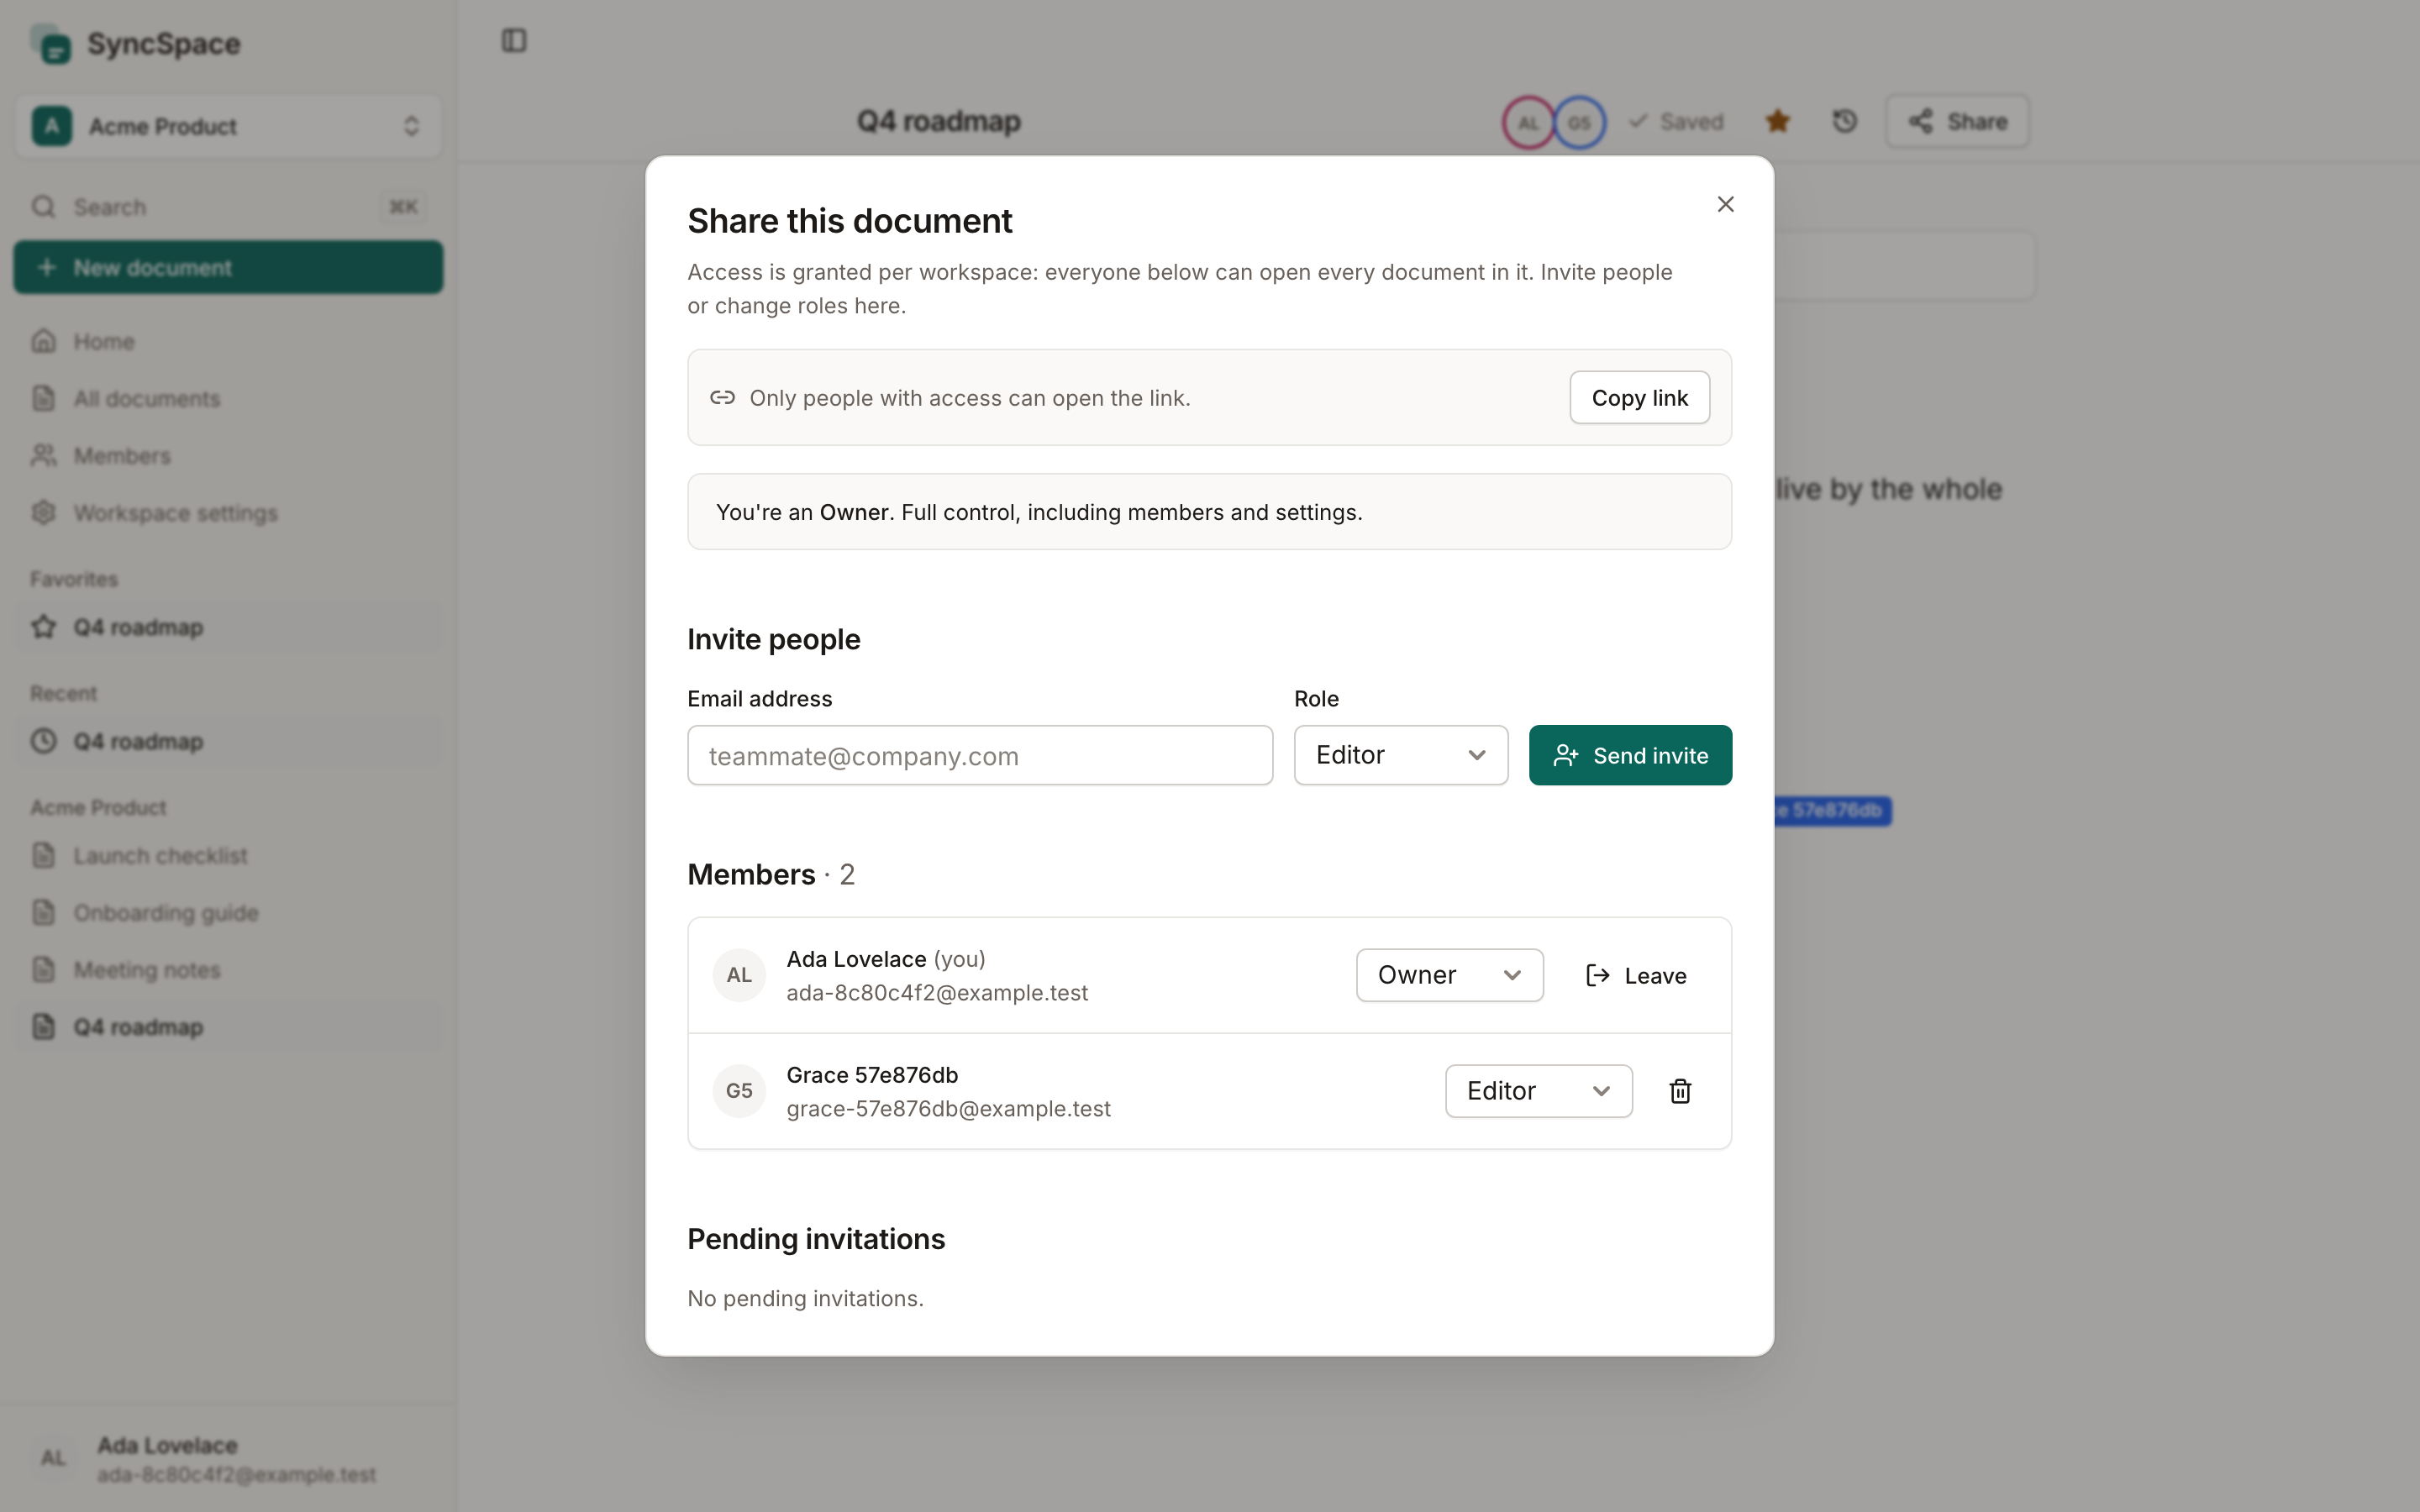 SyncSpace
A
Acme Product
Search
⌘K
New document
Home
All documents
Members
Workspace settings
Favorites
Q4 roadmap
Recent
Q4 roadmap
Acme Product
Launch checklist
Onboarding guide
Meeting notes
Q4 roadmap
AL
Ada Lovelace
ada-8c80c4f2@example.test
Q4 roadmap
AL
G5
Saved
Share
live by the whole
57e876db
Share this document
Access is granted per workspace: everyone below can open every document in it. Invite people
or change roles here.
Only people with access can open the link.
Copy link
You're an Owner. Full control, including members and settings.
Invite people
Email address
Role
teammate@company.com
Editor
Send invite
Members · 2
AL
Ada Lovelace (you)
ada-8c80c4f2@example.test
Owner
Leave
G5
Grace 57e876db
grace-57e876db@example.test
Editor
Pending invitations
No pending invitations.